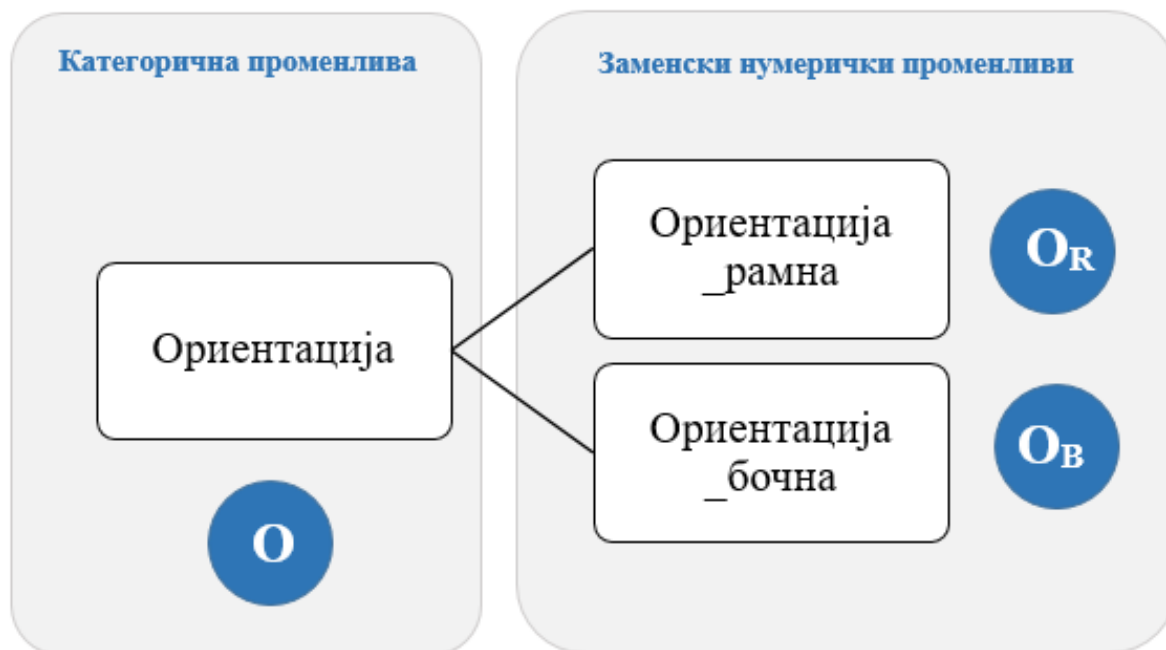 Категорична променлива
Ориентација
O
Заменски нумерички променливи
Ориентација
_рамна
OR
Ориентација
_бочна
OB